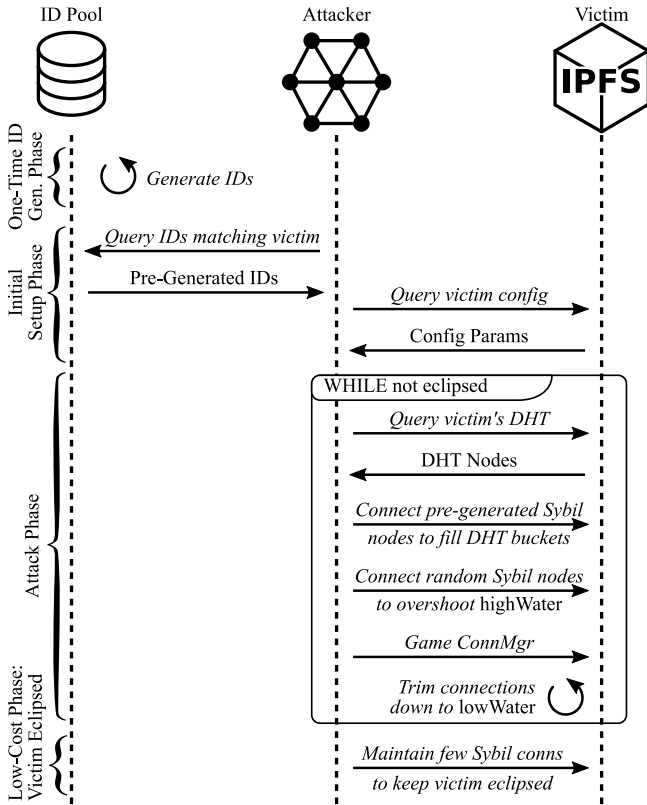 ID Pool
Attacker
Victim
IPFS
One-Time ID
Gen. Phase
Generate IDs
Initial
Setup Phase
Query IDs matching victim
Pre-Generated IDs
Query victim config
Config Params
Attack Phase
WHILE not eclipsed
Query victim's DHT
DHT Nodes
Connect pre-generated Sybil
nodes to fill DHT buckets
Connect random Sybil nodes
to overshoot highWater
Game ConnMgr
Trim connections
down to lowWater
Low-Cost Phase:
Victim Eclipsed
Maintain few Sybil conns
to keep victim eclipsed